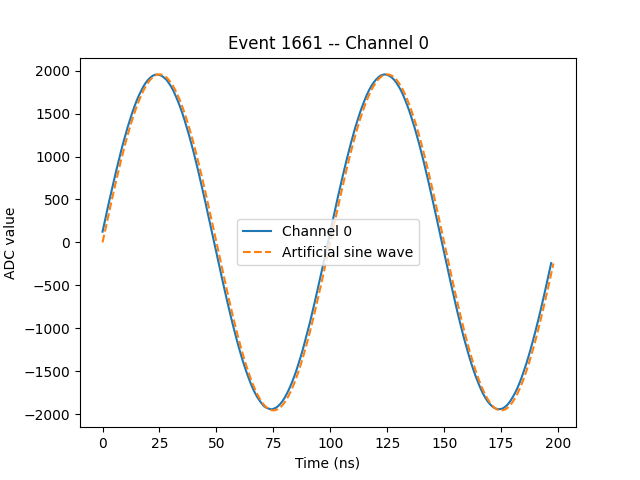 Event 1661 -- Channel 0
ADC value
2000
1500
1000
500
0
−500
−1000
−1500
−2000
Channel 0
Artificial sine wave
0 25 50 75 100 125 150 175 200
Time (ns)